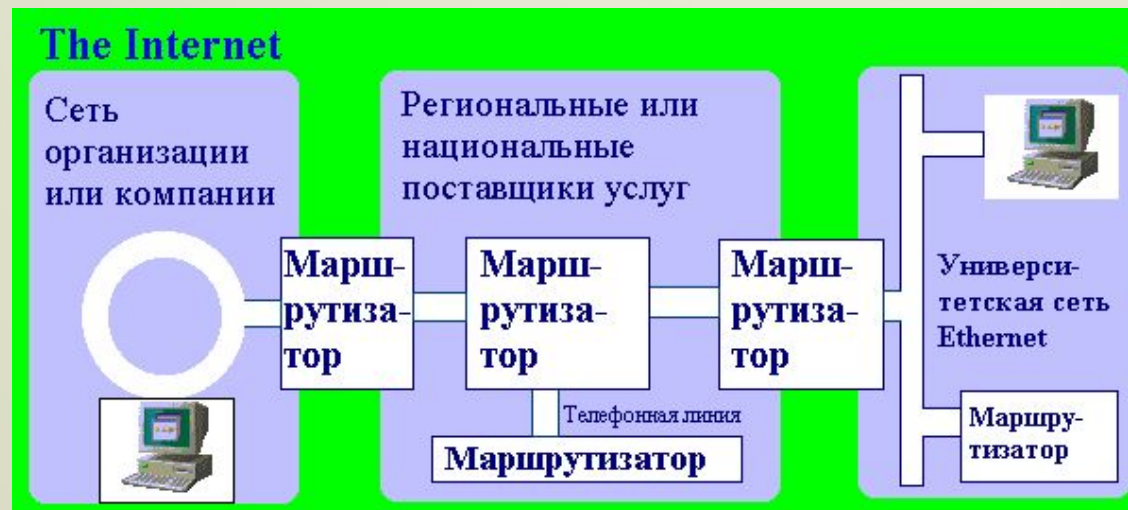 The Internet
Сеть
организации
или компании
Региональные или
национальные
поставщики услуг
Марш-
рутиза-
тор
Марш-
рутиза-
тор
Марш-
рутиза-
тор
Телефонная линия
Маршрутизатор
Универси-
тетская сеть
Ethernet
Маршру-
тизатор